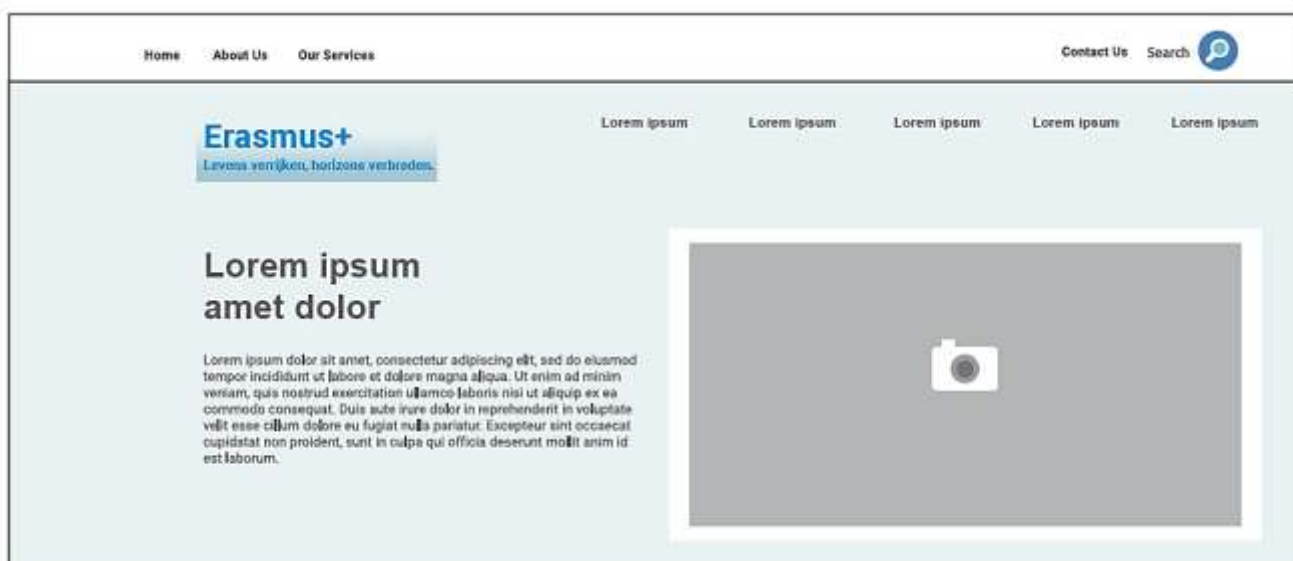 Home About Us Our Services Contact Us Search
Erasmus+
Levens verrijken, horizons verbreden.
Lorem ipsum Lorem ipsum Lorem ipsum Lorem ipsum Lorem ipsum
Lorem ipsum
amet dolor
Lorem ipsum dolor sit amet, consectetur adipiscing elit, sed do eiusmod
tempor incididunt ut labore et dolore magna aliqua. Ut enim ad minim
veniam, quis nostrud exercitation ullamco laboris nisi ut aliquip ex ea
commodo consequat. Duis aute irure dolor in reprehenderit in voluptate
velit esse cillum dolore eu fugiat nulla pariatur. Excepteur sint occaecat
cupidatat non proident, sunt in culpa qui officia deserunt mollit anim id
est laborum.